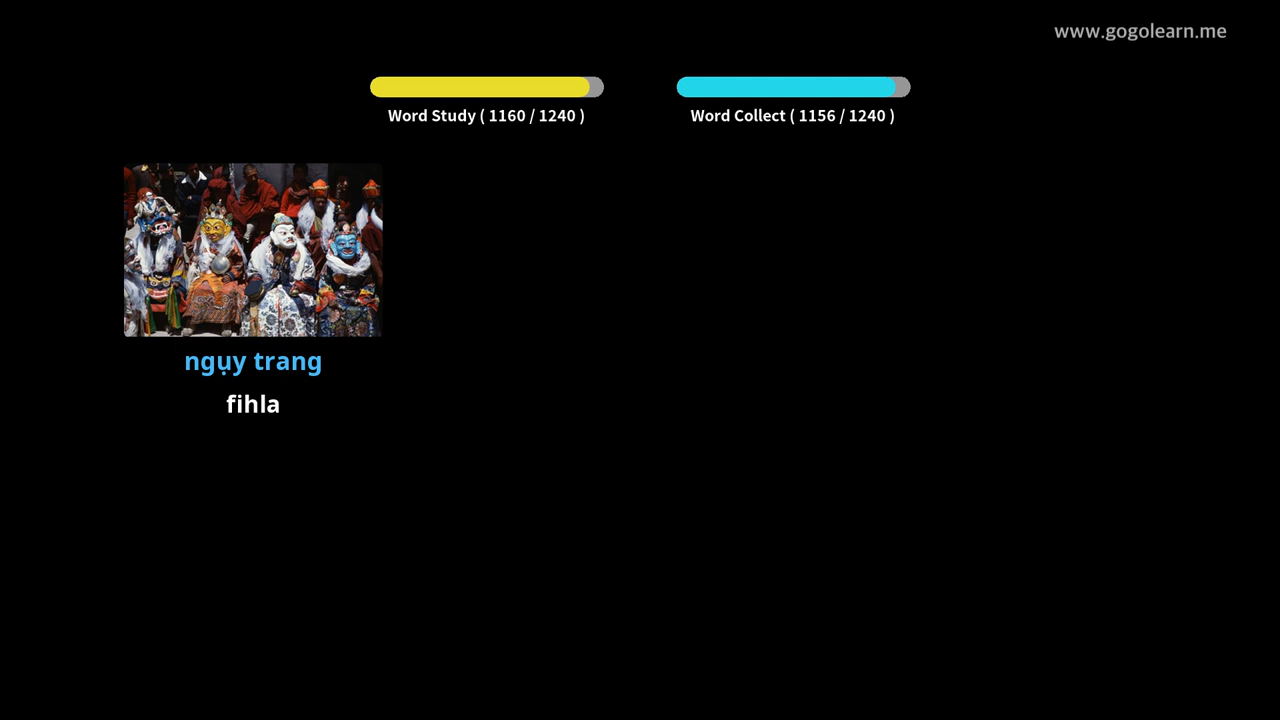 www.gogolearn.me
Word Study ( 1160 / 1240 )
Word Collect ( 1156 / 1240 )
ngụy trang
fihla